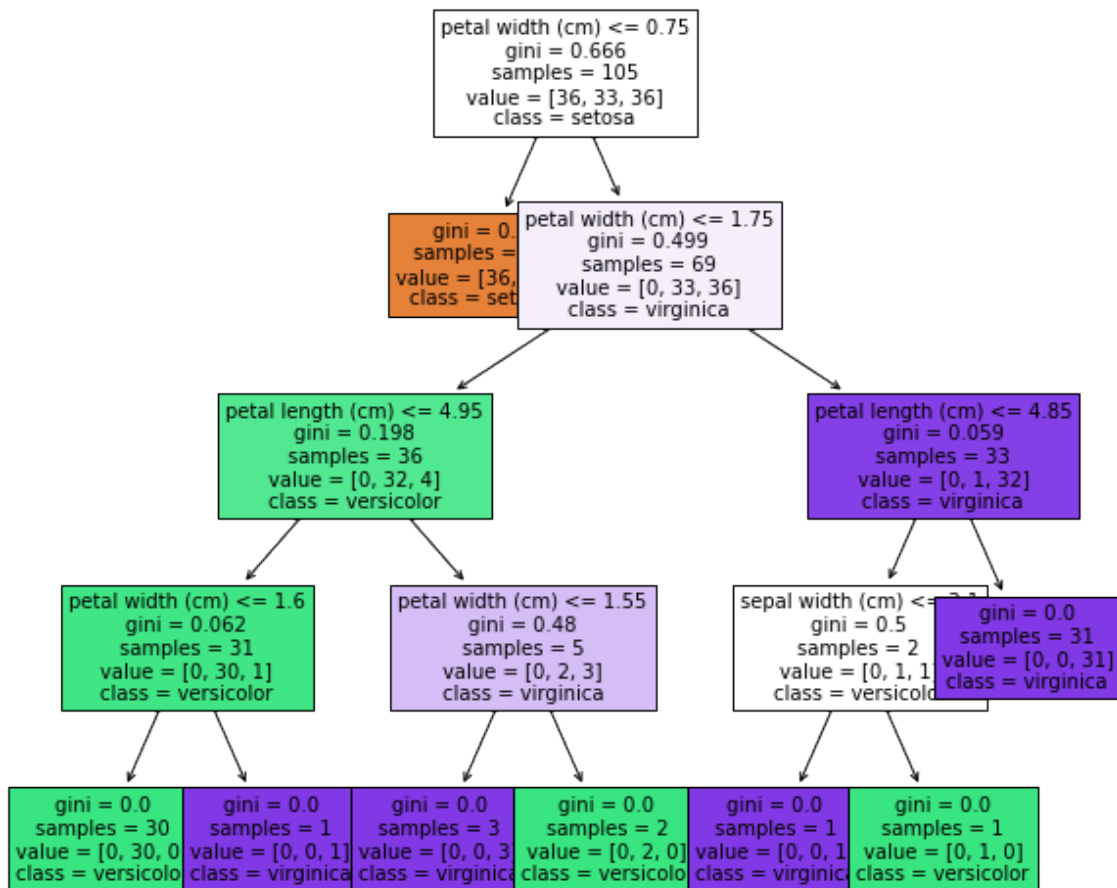 petal width (cm) <= 0.75
gini = 0.666
samples = 105
value = [36, 33, 36]
class = setosa
gini = 0.
samples =
value = [36,
class = set
petal width (cm) <= 1.75
gini = 0.499
samples = 69
value = [0, 33, 36]
class = virginica
petal length (cm) <= 4.95
gini = 0.198
samples = 36
value = [0, 32, 4]
class = versicolor
petal length (cm) <= 4.85
gini = 0.059
samples = 33
value = [0, 1, 32]
class = virginica
petal width (cm) <= 1.6
gini = 0.062
samples = 31
value = [0, 30, 1]
class = versicolor
petal width (cm) <= 1.55
gini = 0.48
samples = 5
value = [0, 2, 3]
class = virginica
sepal width (cm) <=
gini = 0.5
samples = 2
value = [0, 1, 1]
class = versicolo
gini = 0.0
samples = 31
value = [0, 0, 31]
class = virginica
gini = 0.0
samples = 30
value = [0, 30, 0
class = versicolo
gini = 0.0
samples = 1
value = [0, 0, 1]
class = virginica
gini = 0.0
samples = 3
value = [0, 0, 3]
class = virginica
gini = 0.0
samples = 2
value = [0, 2, 0]
class = versicolo
gini = 0.0
samples = 1
value = [0, 0, 1
class = virginica
gini = 0.0
samples = 1
value = [0, 1, 0]
class = versicolor